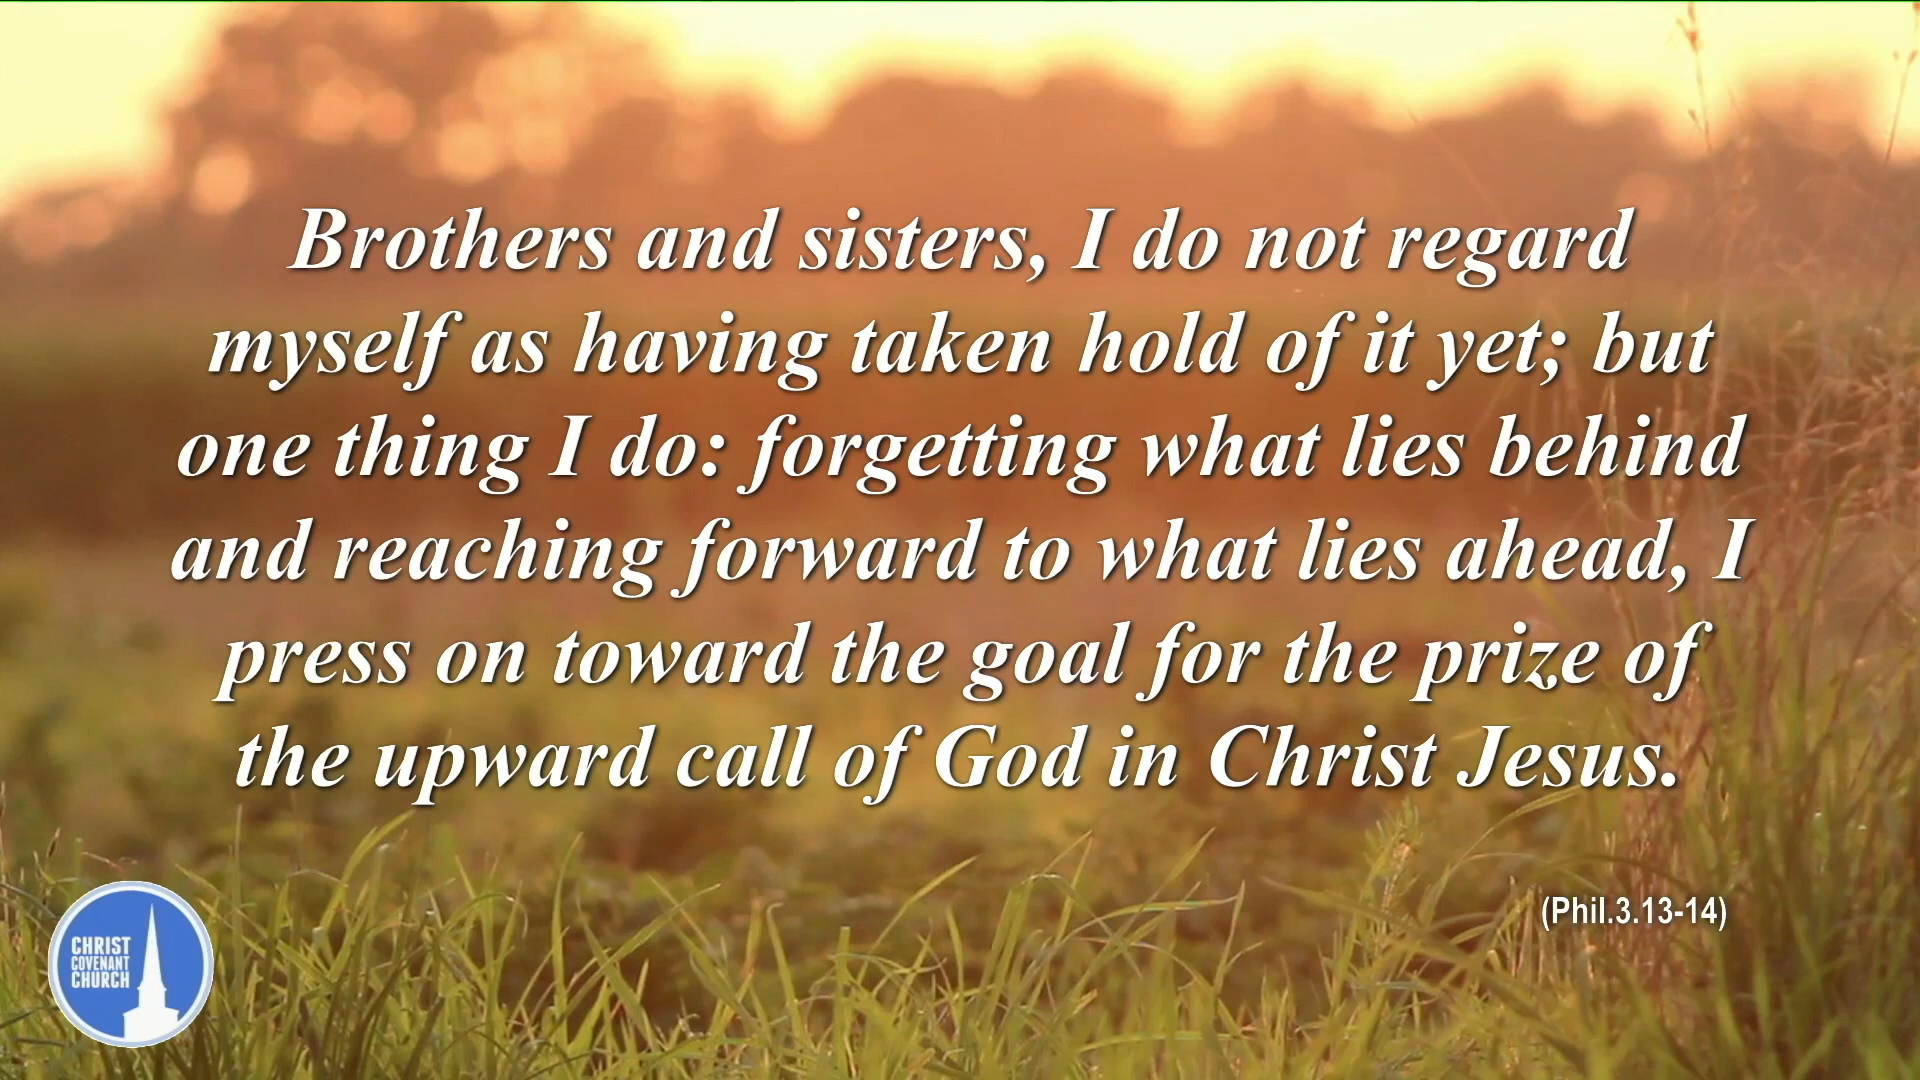 Brothers and sisters, I do not regard
myself as having taken hold of it yet; but
one thing I do: forgetting what lies behind
and reaching forward to what lies ahead, I
press on toward the goal for the prize of
the upward call of God in Christ Jesus.
(Phil.3.13-14)
CHRIST
COVENANT
CHURCH